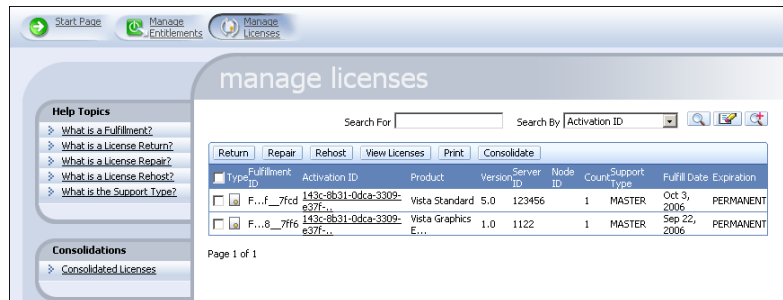 Start Page
Manage
Entitlements
Manage
Licenses
manage licenses
Help Topics
What is a Fulfillment?
What is a License Return?
What is a License Repair?
What is a License Rehost?
What is the Support Type?
Consolidations
Consolidated Licenses
Search For
Search By Activation ID
Return Repair Rehost View Licenses Print Consolidate
Type Fulfillment ID Activation ID Product Version Server ID Node ID Count Support Type Fulfill Date Expiration
F...f__7fcd 143c-8b31-0dca-3309-e37f-.. Vista Standard 5.0 123456 1 MASTER Oct 3, 2006 PERMANENT
F...8__7ff6 143c-8b31-0dca-3309-e37f-.. Vista Graphics E... 1.0 1122 1 MASTER Sep 22, 2006 PERMANENT
Page 1 of 1